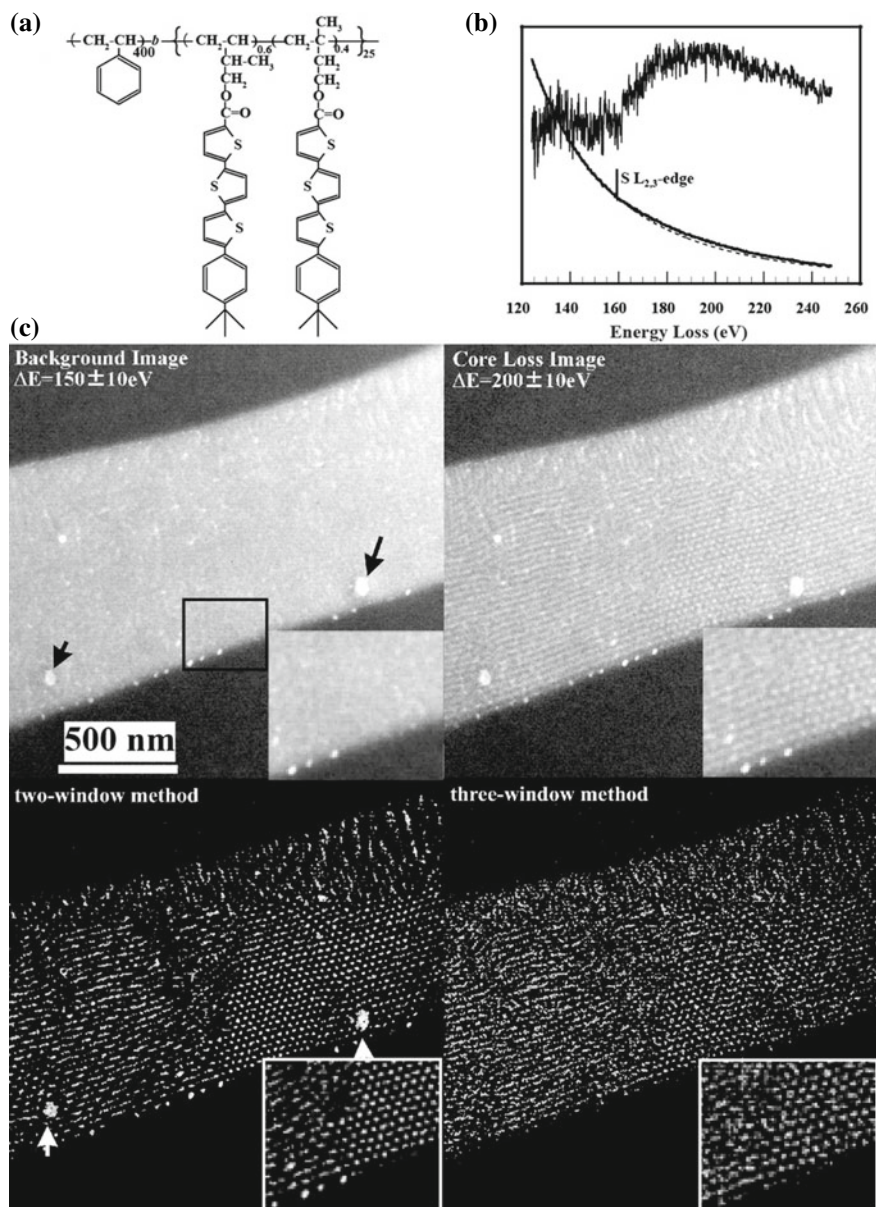 (a)
CH₂—CH
400
b
CH₂—CH
0.6
CH₂—C
0.4
25
CH₃
CH—CH₃
CH₂
CH₂
CH₂
O
O
C=O
C=O
S
S
S
S
S
S
(b)
S L₂,₃-edge
120 140 160 180 200 220 240 260
Energy Loss (eV)
(c)
Background Image
ΔE=150±10eV
Core Loss Image
ΔE=200±10eV
500 nm
two-window method
three-window method